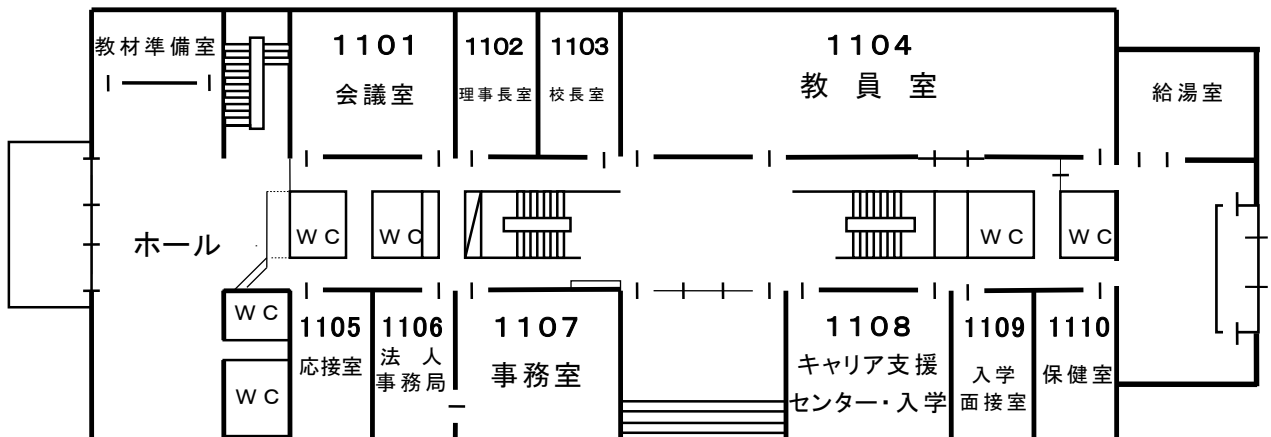 教材準備室
1101
会議室
1102
理事長室
1103
校長室
1104
教員室
給湯室
WC
WC
WC
WC
ホール
WC
WC
1105
応接室
1106
法人
事務局
1107
事務室
1108
キャリア支援
センター・入学
1109
入学
面接室
1110
保健室